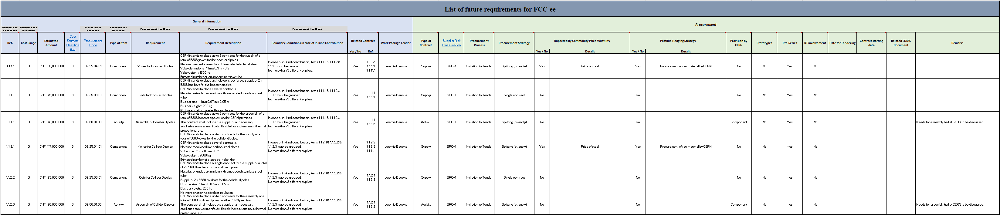 List of future requirements for FCC-ee
General information
Procurement
Procurement Handbook
Procurement Handbook
Procurement Handbook
Procurement Handbook
Procurement Handbook
Procurement Handbook
Procurement Handbook
Ref.
Cost Range
Estimated Amount
Cost Estimate Classification
Procurement Code
Type of Item
Requirement
Requirement Description
Boundary Conditions in case of In-kind Contribution
Related Contract
Yes / No
Ref.
Work Package Leader
Type of Contract
Supplier Risk Classification
Procurement Process
Procurement Strategy
Impacted by Commodity Price Volatility
Yes / No
Details
Possible Hedging Strategy
Yes / No
Details
Provision by CERN
Prototypes
Pre-Series
KT involvement
Date for Tendering
Contract starting date
Related EDMS document
Remarks
1.1.1.1
D
CHF 50,000,000
3
02.25.04.01
Component
Yokes for Booster Dipoles
CERN intends to place up to 3 contracts for the supply of a
total of 5888 yokes for the booster dipoles.
Material: welded assemblies of laminated electrical steel
Yoke diemnsions : 11 m x 0.3 m x 0.2 m
Yoke weight : 1500 kg
Etimated number of laminations per yoke: tbc
In case of in-kind contribution, items 1.1.1.1 & 1.1.1.2 &
1.1.1.3 must be grouped.
No more than 3 different supliers.
Yes
1.1.1.2
1.1.1.3
1.1.11.1
Jeremie Bauche
Supply
SRC-1
Invitation to Tender
Splitting (quantity)
Yes
Price of steel
Yes
Procurement of raw material by CERN
No
No
Yes
No
1.1.1.2
D
CHF 45,000,000
3
02.25.08.01
Component
Coils for Booster Dipoles
CERN intends to place a single contract for the supply of 2 x
5888 bus bars for the booster dipoles.
CERN intends to place several contracts.
Material: extruded aluminium with embedded stainless steel
tube
Bus bar size : 11 m x 0.07 m x 0.05 m
Bus bar weight : 200 kg
No impregnation needed for insulation
In case of in-kind contribution, items 1.1.1.1 & 1.1.1.2 &
1.1.1.3 must be grouped.
No more than 3 different supliers.
Yes
1.1.1.1
1.1.1.3
Jeremie Bauche
Supply
SRC-1
Invitation to Tender
Single contract
No
No
No
No
Yes
No
1.1.1.3
D
CHF 41,000,000
3
02.80.01.00
Activity
Assembly of Booster Dipoles
CERN intends to place up to 3 contracts for the assembly of a
total of 5888 booster dipoles, on the CERN premises.
The contract shall include the supply of all necessary
auxiliaries such as manifolds, flexible hoses, terminals, thermal
protections, etc.
In case of in-kind contribution, items 1.1.1.1 & 1.1.1.2 &
1.1.1.3 must be grouped.
No more than 3 different supliers.
Yes
1.1.1.1
1.1.1.2
Jeremie Bauche
Activity
SRC-1
Invitation to Tender
Splitting (quantity)
No
No
Component
No
Yes
No
Needs for assembly hall at CERN to be discussed.
1.1.2.1
D
CHF 117,000,000
3
02.25.04.01
Component
Yokes for Collider Dipoles
CERN intends to place up to 3 contracts for the supply of a
total of 5680 yokes for the collider dipoles.
CERN intends to place several contracts.
Material: machined low carbon steel plates
Yoke size : 11 m x 0.5 m x 0.15 m
Yoke weight : 2600 kg
Etimated number of plates per yoke: tbc
In case of in-kind contribution, items 1.1.2.1 & 1.1.2.2 &
1.1.2.3 must be grouped.
No more than 3 different supliers.
Yes
1.1.2.2
1.1.2.3
1.1.11.1
Jeremie Bauche
Supply
SRC-1
Invitation to Tender
Splitting (quantity)
Yes
Price of steel
Yes
Procurement of raw material by CERN
No
No
Yes
No
1.1.2.2
D
CHF 23,000,000
3
02.25.08.01
Component
Coils for Collider Dipoles
CERN intends to place a single contract for the supply of a total
of 2 x 5680 bus bars for the collider dipoles.
Material: extruded aluminium with embedded stainless steel
tube
Supply of 2 x 5680 bus bars for the collider dipoles.
Bus bar size : 11 m x 0.07 m x 0.05 m
Bus bar weight : 200 kg
No impregnation needed for insulation
In case of in-kind contribution, items 1.1.2.1 & 1.1.2.2 &
1.1.2.3 must be grouped.
No more than 3 different supliers.
Yes
1.1.2.1
1.1.2.3
Jeremie Bauche
Supply
SRC-1
Invitation to Tender
Single contract
No
No
No
No
Yes
No
1.1.2.3
D
CHF 28,000,000
3
02.80.01.00
Activity
Assembly of Collider Dipoles
CERN intends to place up to 3 contracts for the assembly of a
total of 5680 collider dipoles, on the CERN premises.
The contract shall include the supply of all necessary
auxiliaries such as manifolds, flexible hoses, terminals, thermal
protections, etc.
In case of in-kind contribution, items 1.1.2.1 & 1.1.2.2 &
1.1.2.3 must be grouped.
No more than 3 different supliers.
Yes
1.1.2.1
1.1.2.2
Jeremie Bauche
Activity
SRC-1
Invitation to Tender
Splitting (quantity)
No
No
Component
No
Yes
No
Needs for assembly hall at CERN to be discussed.